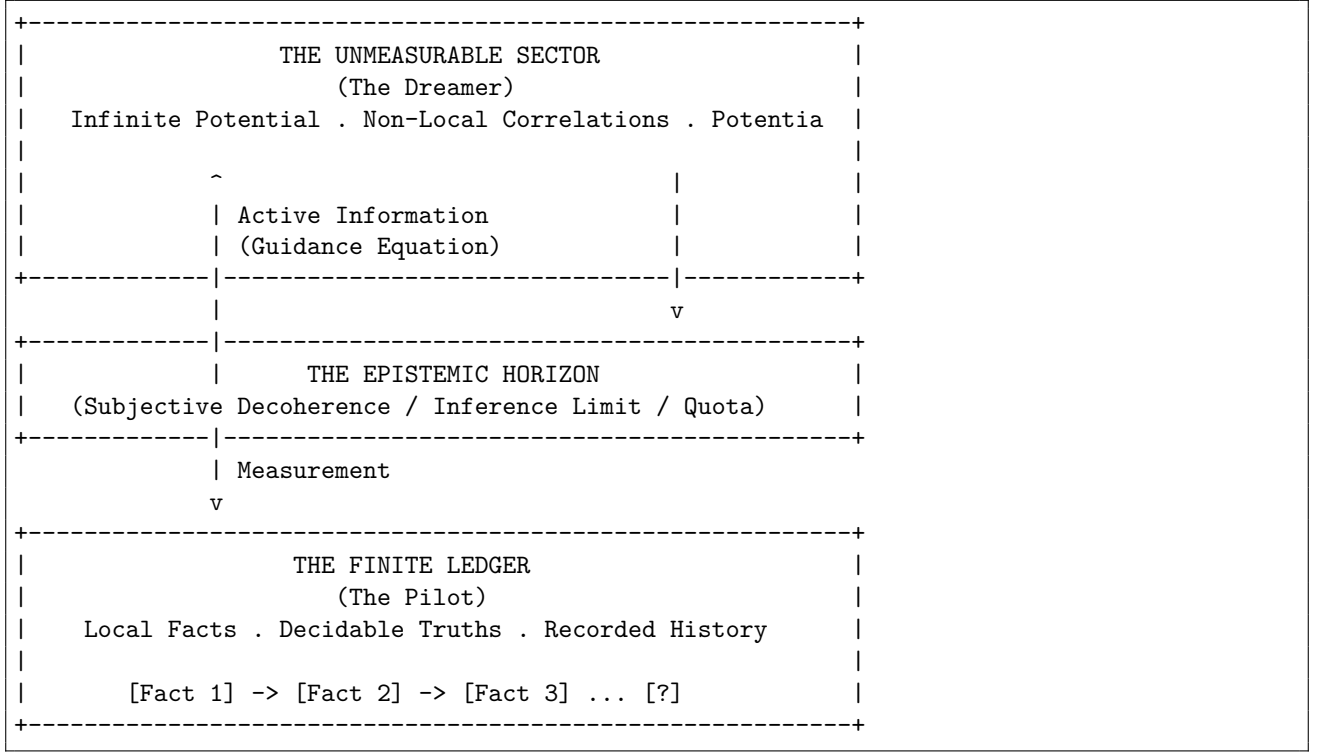 THE UNMEASURABLE SECTOR
(The Dreamer)
Infinite Potential . Non-Local Correlations . Potentia
Active Information
(Guidance Equation)
THE EPISTEMIC HORIZON
(Subjective Decoherence / Inference Limit / Quota)
Measurement
THE FINITE LEDGER
(The Pilot)
Local Facts . Decidable Truths . Recorded History
[Fact 1] -> [Fact 2] -> [Fact 3] ... [?]